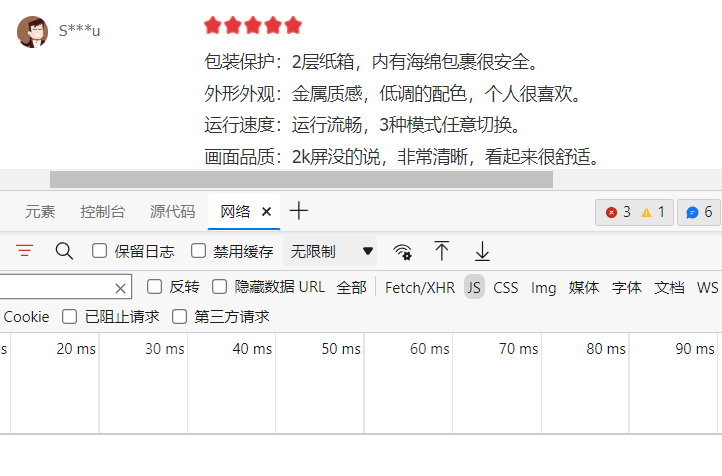 S***u
包装保护：2层纸箱，内有海绵包裹很安全。
外形外观：金属质感，低调的配色，个人很喜欢。
运行速度：运行流畅，3种模式任意切换。
画面品质：2k屏没的说，非常清晰，看起来很舒适。
元素 控制台 源代码 网络 3 1 6
保留日志 禁用缓存 无限制
反转 隐藏数据 URL 全部 Fetch/XHR JS CSS Img 媒体 字体 文档 WS
Cookie 已阻止请求 第三方请求
s 20 ms 30 ms 40 ms 50 ms 60 ms 70 ms 80 ms 90 ms